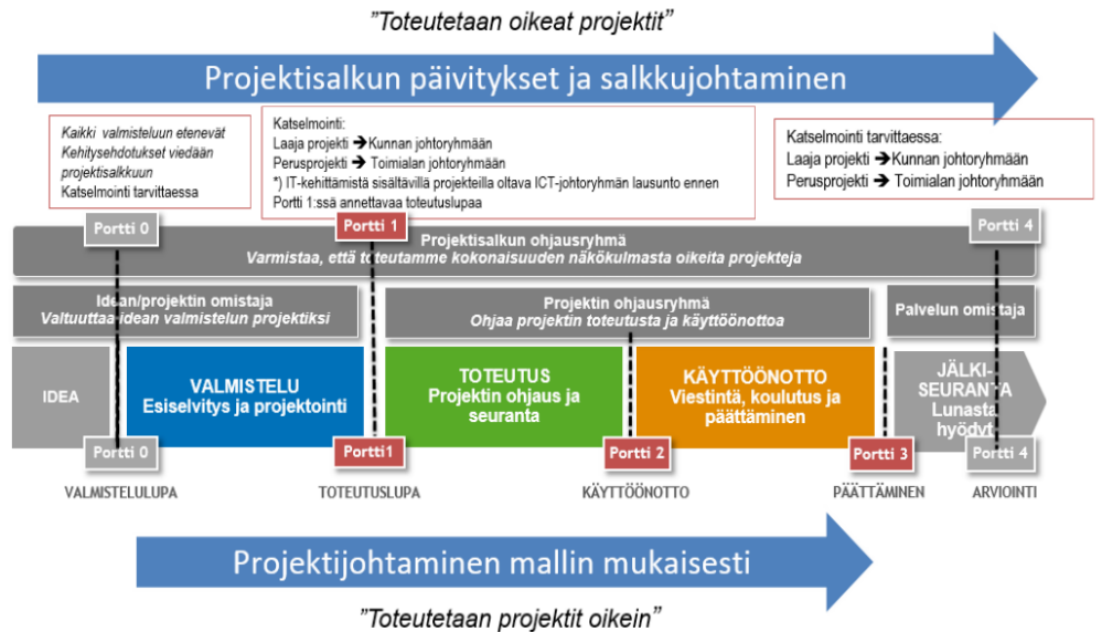 ”Toteutetaan oikeat projektit”
Projektisalkun päivitykset ja salkkujohtaminen
Kaikki valmisteluun etenevät
Kehitysehdotukset viedään
projektisalkkuun
Katselmointi tarvittaessa
Katselmointi:
Laaja projekti ➔Kunnan johtoryhmään
Perusprojekti ➔ Toimialan johtoryhmään
*) IT-kehittämistä sisältävillä projekteilla oltava ICT-johtoryhmän lausunto ennen
Portti 1:ssä annettavaa toteutuslupaa
Katselmointi tarvittaessa:
Laaja projekti ➔Kunnan johtoryhmään
Perusprojekti ➔ Toimialan johtoryhmään
Portti 0
Portti 1
Portti 4
Projektisalkun ohjausryhmä
Varmistaa, että toteutamme kokonaisuuden näkökulmasta oikeita projekteja
Idean/projektin omistaja
Valtuuttaa idean valmistelun projektiksi
Projektin ohjausryhmä
Ohjaa projektin toteutusta ja käyttöönottoa
Palvelun omistaja
IDEA
VALMISTELU
Esiselvitys ja projektointi
TOTEUTUS
Projektin ohjaus ja
seuranta
KÄYTTÖÖNOTTO
Viestintä, koulutus ja
päättäminen
JÄLKI-
SEURANTA
Lunasta
hyödyt
Portti 0
Portti1
Portti 2
Portti 3
Portti 4
VALMISTELULUPA
TOTEUTUSLUPA
KÄYTTÖÖNOTTO
PÄÄTTÄMINEN
ARVIOINTI
Projektijohtaminen mallin mukaisesti
”Toteutetaan projektit oikein”